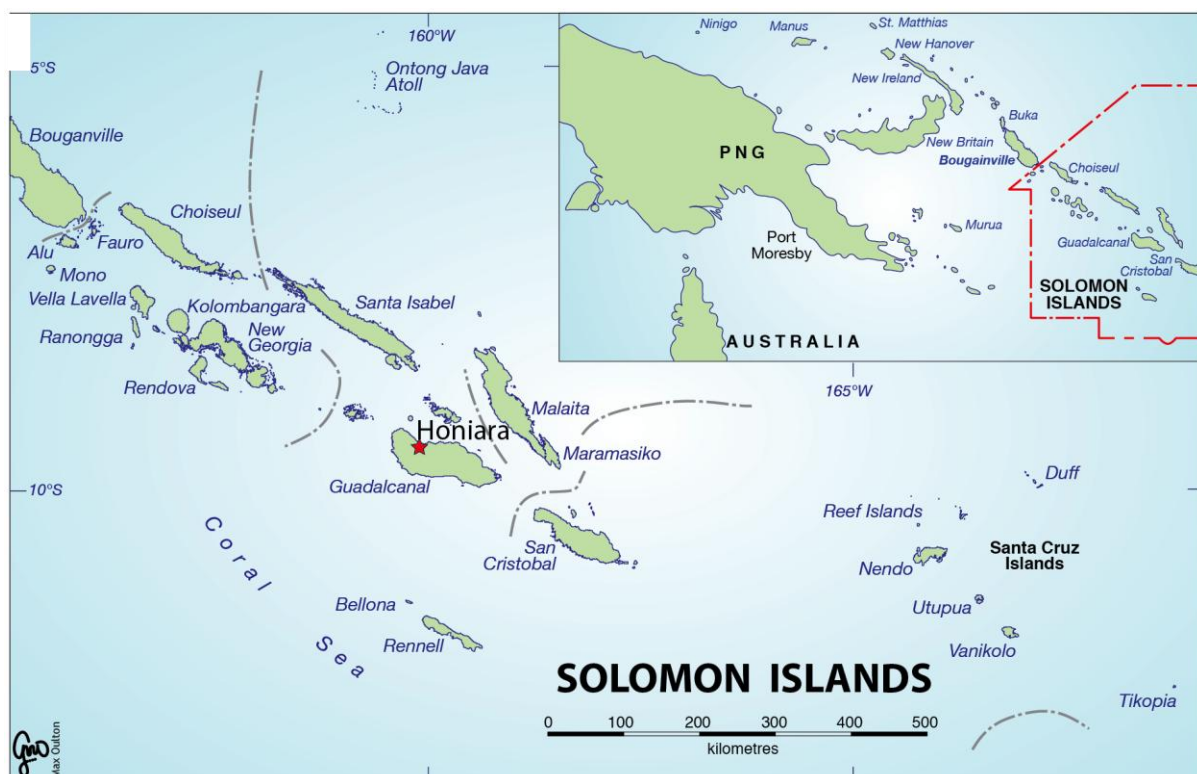 160°W
5°S
Ontong Java
Atoll
Bouganville
Choiseul
Alu
Fauro
Mono
Vella Lavella
Kolombangara
Santa Isabel
Ranongga
New
Georgia
Rendova
Malaita
Honiara
Maramasiko
Guadalcanal
10°S
San
Cristobal
Coral
Sea
Bellona
Rennell
165°W
Duff
Reef Islands
Santa Cruz
Islands
Nendo
Utupua
Vanikolo
Tikopia
SOLOMON ISLANDS
0 100 200 300 400 500
kilometres
Max Oulton
Ninigo
Manus
St. Matthias
New Hanover
New Ireland
Buka
New Britain
PNG
Bougainville
Choiseul
Murua
Port
Moresby
Guadalcanal
San
Cristobal
SOLOMON
ISLANDS
AUSTRALIA